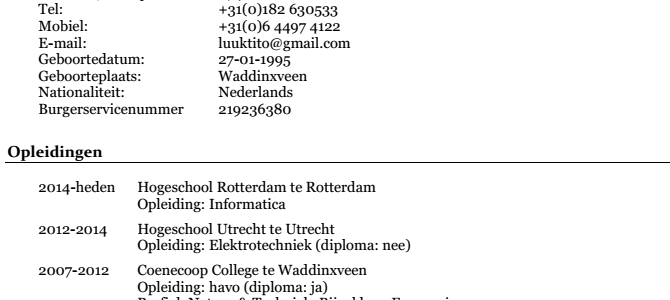 Tel: +31(0)182 630533
Mobiel: +31(0)6 4497 4122
E-mail: luuktito@gmail.com
Geboortedatum: 27-01-1995
Geboorteplaats: Waddinxveen
Nationaliteit: Nederlands
Burgerservicenummer 219236380
Opleidingen
2014-heden Hogeschool Rotterdam te Rotterdam
Opleiding: Informatica
2012-2014 Hogeschool Utrecht te Utrecht
Opleiding: Elektrotechniek (diploma: nee)
2007-2012 Coenecoop College te Waddinxveen
Opleiding: havo (diploma: ja)